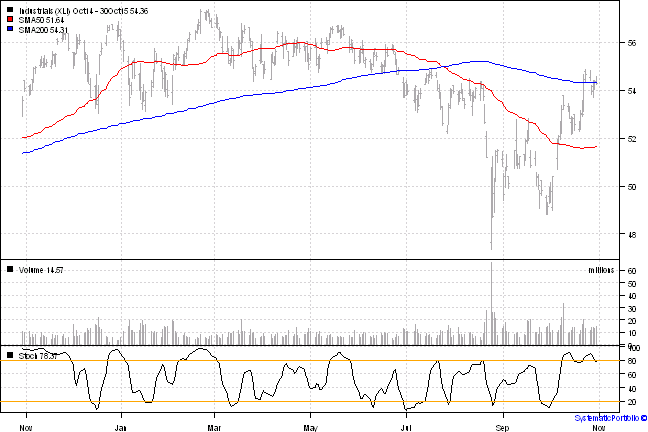 Industrials (XLI) Oct14 - 30Oct15 54.36
SMA50 51.64
SMA200 54.31
56
54
52
50
48
Volume 14.57
millions
60
50
40
30
20
10
0
Stoch 78.37
100
80
60
40
20
Nov Jan Mar May Jul Sep Nov
SystematicPortfolio ©